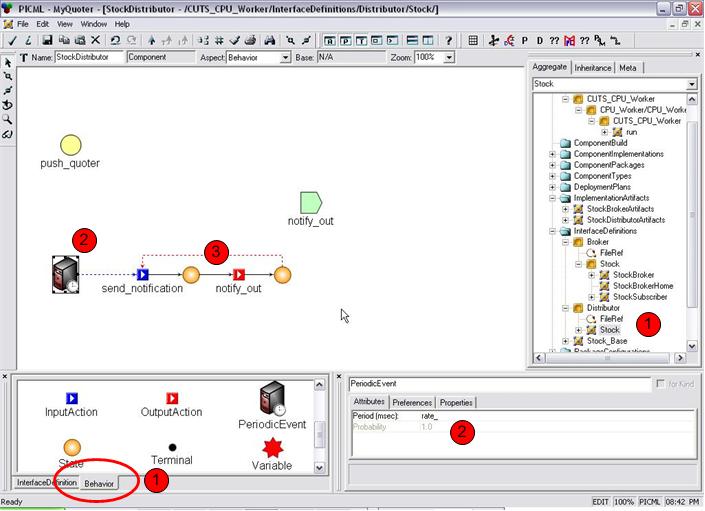 PICML - MyQuoter - [StockDistributor - /CUTS_CPU_Worker/InterfaceDefinitions/Distributor/Stock/]
File Edit View Window Help
A P T I S ?
P D ?? ??
Name: StockDistributor Component Aspect: Behavior Base: N/A Zoom: 100%
push_quoter
notify_out
2
3
send_notification
notify_out
Aggregate Inheritance Meta
Stock
CUTS_CPU_Worker
CPU_Worker/CPU_Worke
CUTS_CPU_Worker
run
ComponentBuild
ComponentImplementations
ComponentPackages
ComponentTypes
DeploymentPlans
ImplementationArtifacts
StockBrokerArtifacts
StockDistributorArtifacts
InterfaceDefinitions
Broker
FileRef
Stock
StockBroker
StockBrokerHome
StockSubscriber
Distributor
FileRef
Stock
1
Stock_Base
PackageConfigurations
InputAction
OutputAction
PeriodicEvent
State
Terminal
Variable
InterfaceDefinition Behavior
1
PeriodicEvent
for Kind
Attributes Preferences Properties
Period (msec): rate_
Probability 1.0
2
Ready
EDIT 100% PICML 08:42 PM